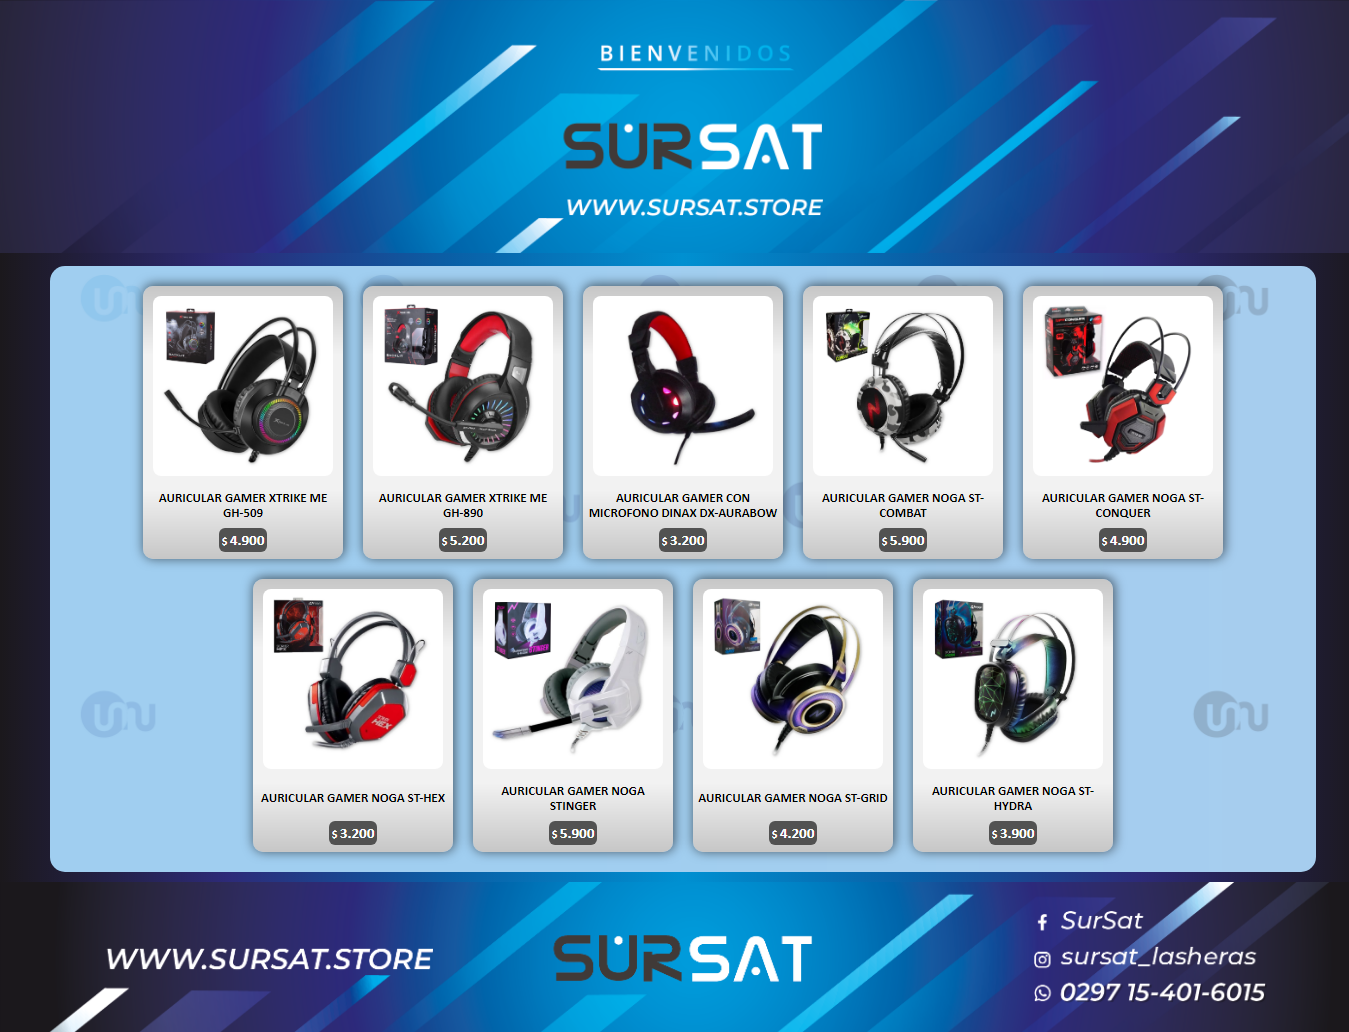 BIENVENIDOS
SURSAT
WWW.SURSAT.STORE
AURICULAR GAMER XTRIKE ME
GH-509
$ 4.900
AURICULAR GAMER XTRIKE ME
GH-890
$ 5.200
AURICULAR GAMER CON
MICROFONO DINAX DX-AURABOW
$ 3.200
AURICULAR GAMER NOGA ST-
COMBAT
$ 5.900
AURICULAR GAMER NOGA ST-
CONQUER
$ 4.900
AURICULAR GAMER NOGA ST-HEX
$ 3.200
AURICULAR GAMER NOGA
STINGER
$ 5.900
AURICULAR GAMER NOGA ST-GRID
$ 4.200
AURICULAR GAMER NOGA ST-
HYDRA
$ 3.900
WWW.SURSAT.STORE
SURSAT
SurSat
sursat_lasheras
0297 15-401-6015